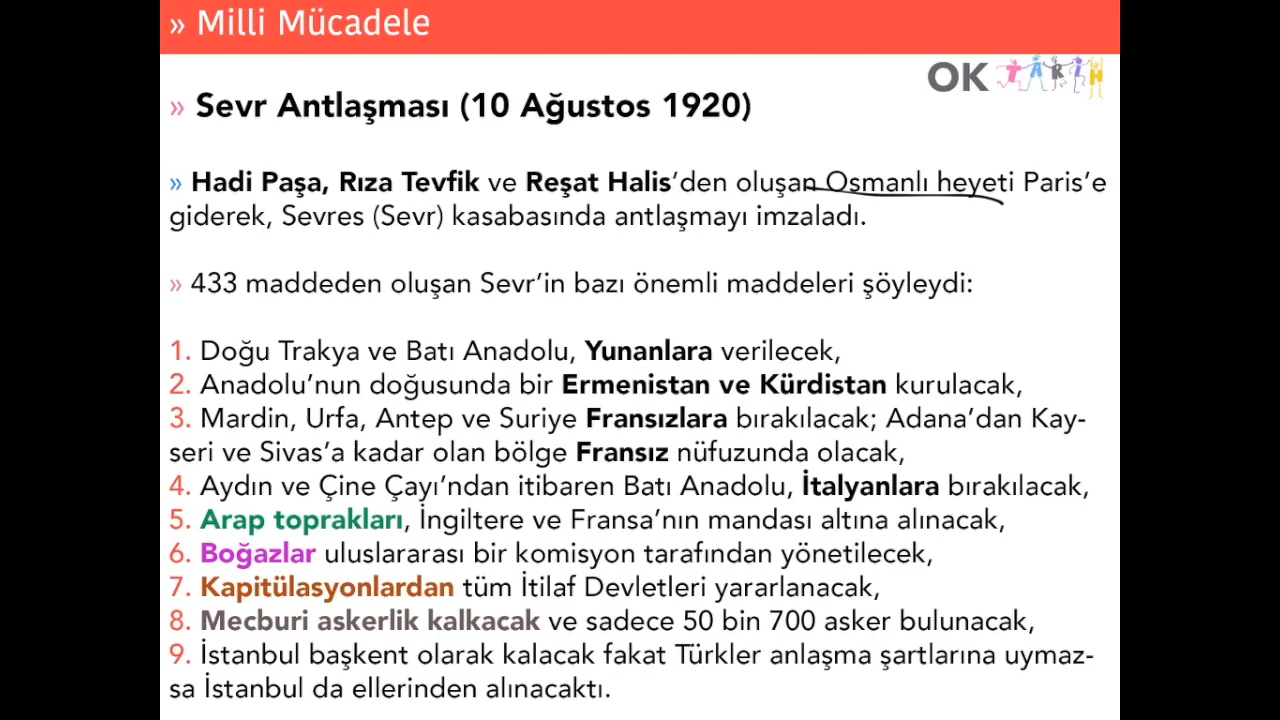 » Milli Mücadele
OK TARİH
» Sevr Antlaşması (10 Ağustos 1920)
» Hadi Paşa, Rıza Tevfik ve Reşat Halis’den oluşan Osmanlı heyeti Paris’e
giderek, Sevres (Sevr) kasabasında antlaşmayı imzaladı.
» 433 maddeden oluşan Sevr’in bazı önemli maddeleri şöyleydi:
1. Doğu Trakya ve Batı Anadolu, Yunanlara verilecek,
2. Anadolu’nun doğusunda bir Ermenistan ve Kürdistan kurulacak,
3. Mardin, Urfa, Antep ve Suriye Fransızlara bırakılacak; Adana’dan Kay-
seri ve Sivas’a kadar olan bölge Fransız nüfuzunda olacak,
4. Aydın ve Çine Çayı’ndan itibaren Batı Anadolu, İtalyanlara bırakılacak,
5. Arap toprakları, İngiltere ve Fransa’nın mandası altına alınacak,
6. Boğazlar uluslararası bir komisyon tarafından yönetilecek,
7. Kapitülasyonlardan tüm İtilaf Devletleri yararlanacak,
8. Mecburi askerlik kalkacak ve sadece 50 bin 700 asker bulunacak,
9. İstanbul başkent olarak kalacak fakat Türkler anlaşma şartlarına uymaz-
sa İstanbul da ellerinden alınacaktı.